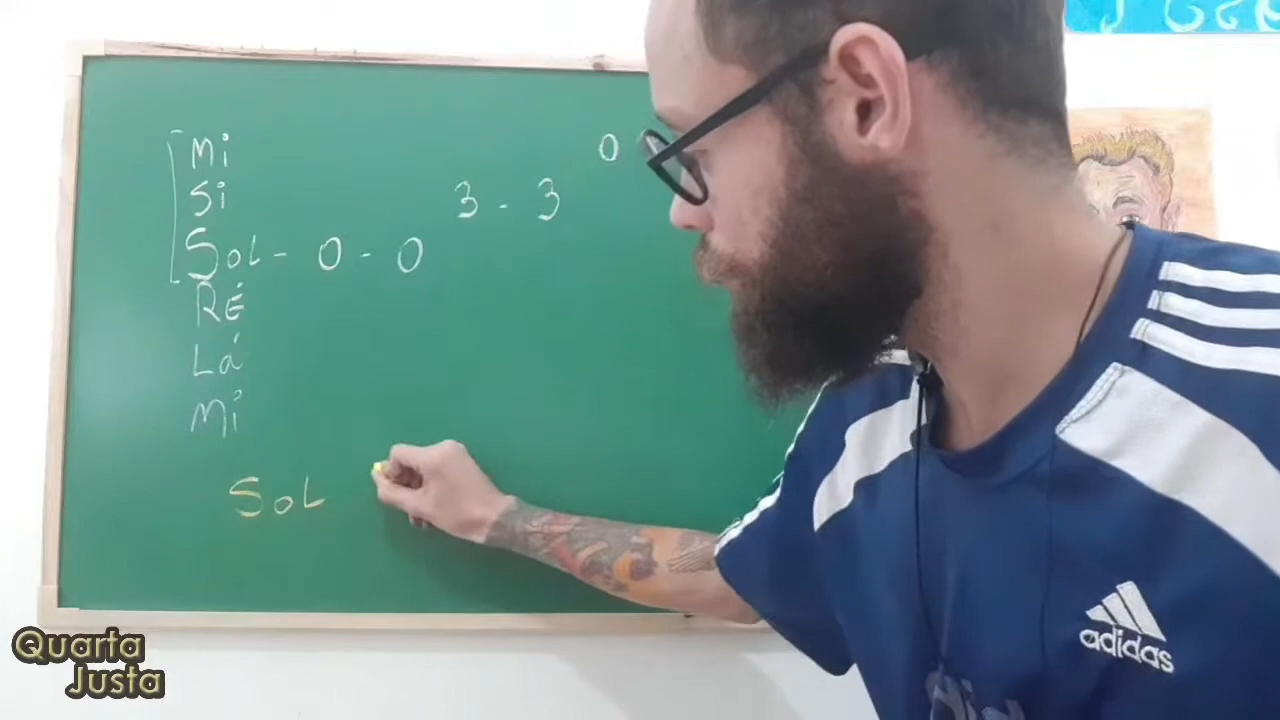 Mi
0
Si
3 - 3
SOL - 0 - 0
RÉ
Lá
Mi
SOL
adidas
Quarta
Justa